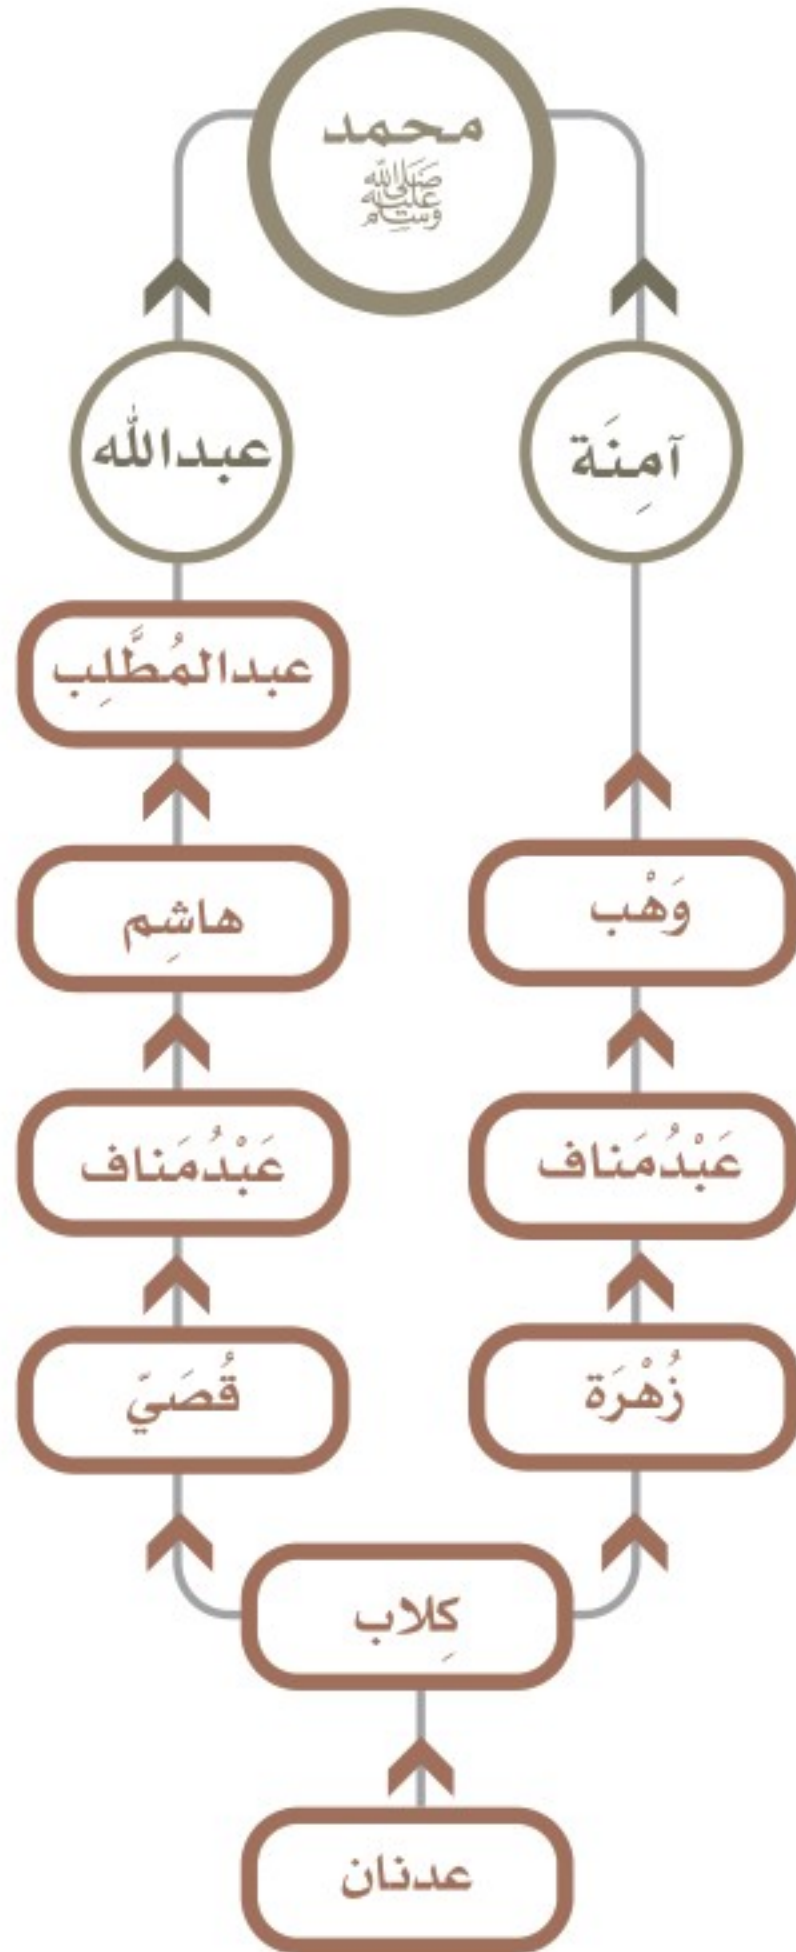 محمد
صلى الله
عليه
وسلم
آمِنَة
عبدالله
عبدالمُطَّلِب
وَهْب
هاشِم
عَبْدُمَناف
عَبْدُمَناف
زُهْرَة
قُصَيّ
كِلاب
عدنان